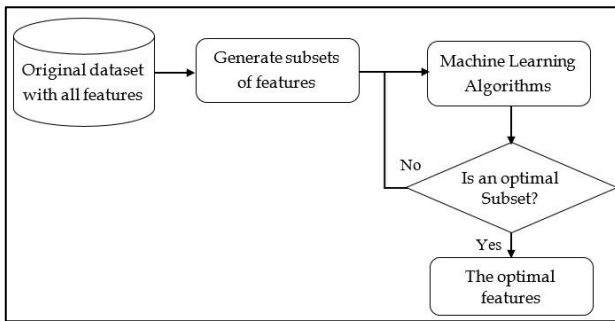 Original dataset
with all features
Generate subsets
of features
Machine Learning
Algorithms
No
Is an optimal
Subset?
Yes
The optimal
features